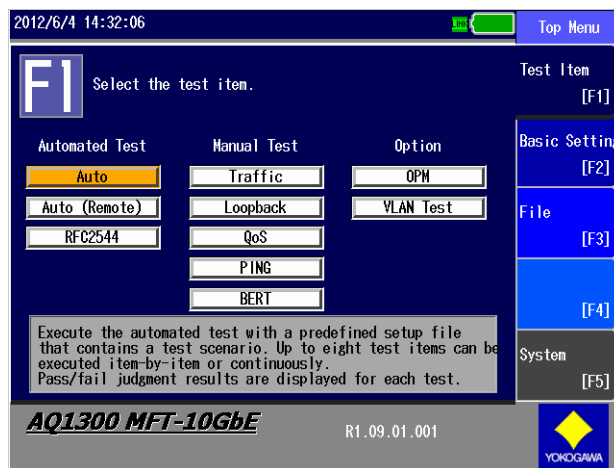 2012/6/4 14:32:06
LINK
Top Menu
F1
Select the test item.
Test Item
[F1]
Automated Test
Manual Test
Option
Basic Settin
[F2]
Auto
Traffic
OPM
Auto (Remote)
Loopback
VLAN Test
File
RFC2544
QoS
[F3]
PING
BERT
[F4]
Execute the automated test with a predefined setup file
that contains a test scenario. Up to eight test items can be
executed item-by-item or continuously.
Pass/fail judgment results are displayed for each test.
System
[F5]
AQ1300 MFT-10GbE
R1.09.01.001
YOKOGAWA